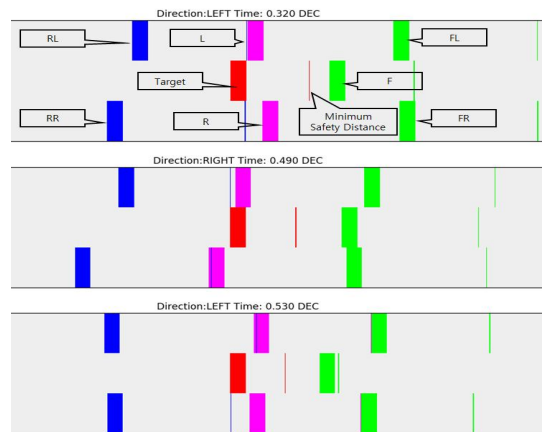 Direction:LEFT Time: 0.320 DEC
RL
L
FL
Target
F
RR
R
Minimum
Safety Distance
FR
Direction:RIGHT Time: 0.490 DEC
Direction:LEFT Time: 0.530 DEC